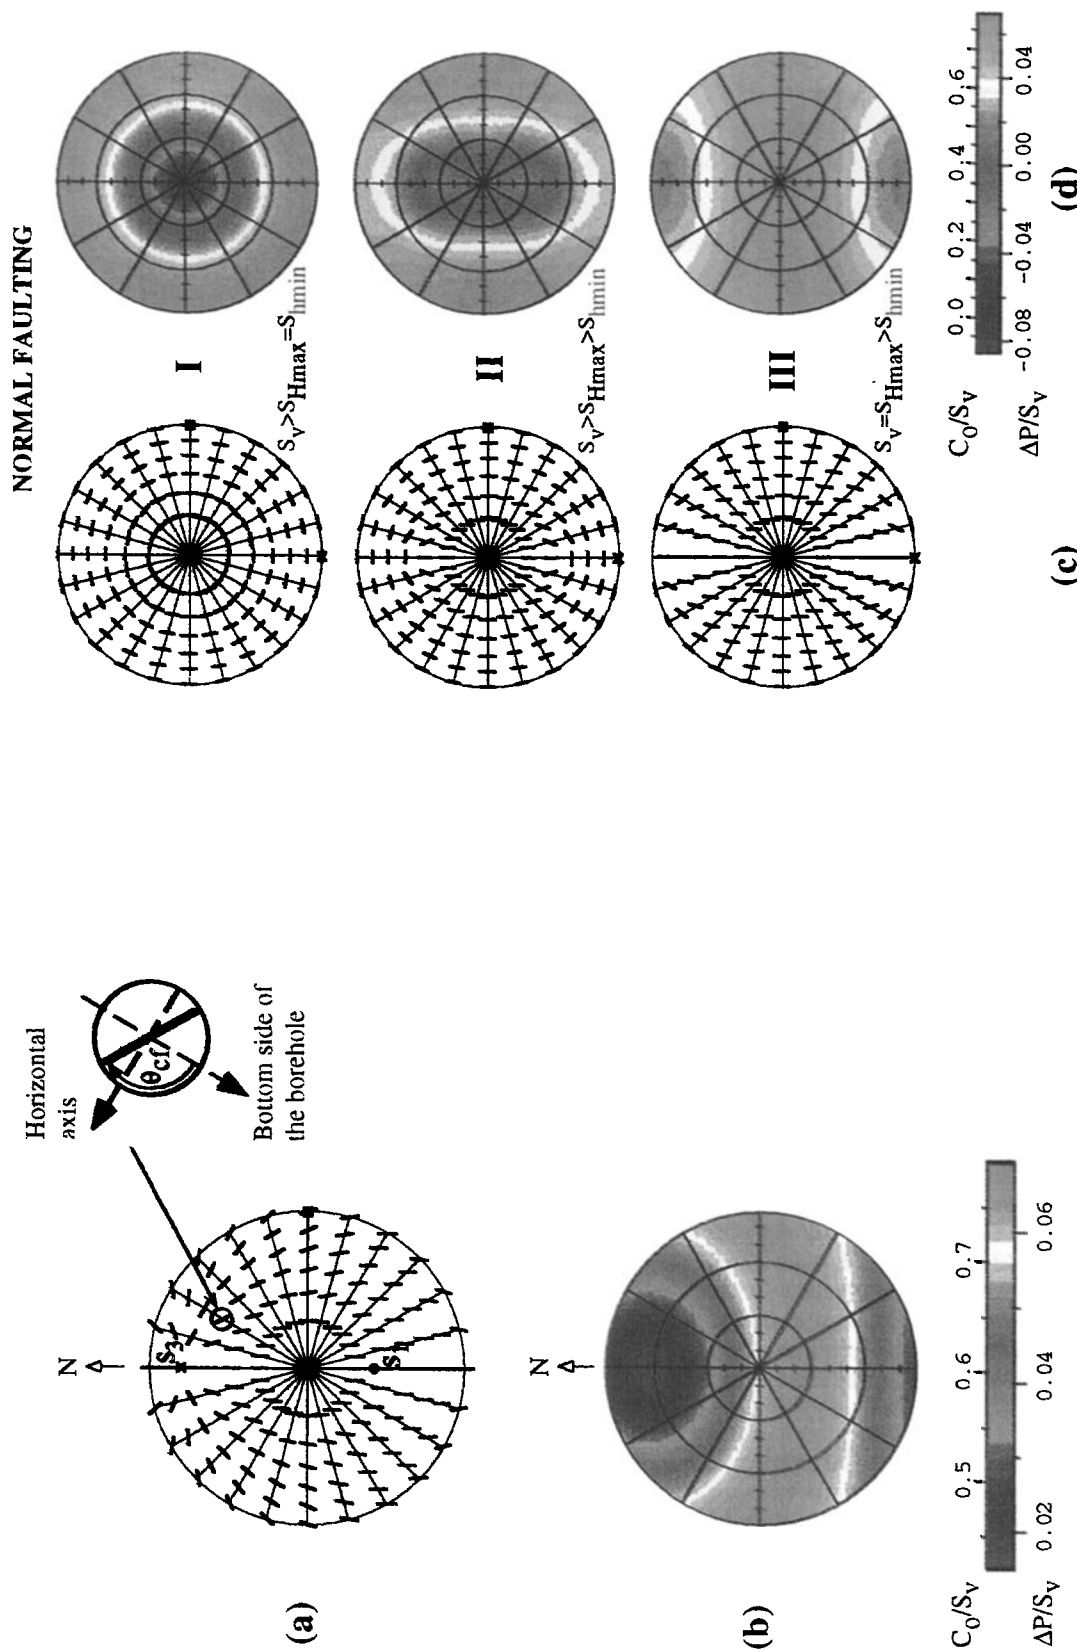 (a)
N
S3
S1
Horizontal
axis
θcf
Bottom side of
the borehole
(b)
N
C0/Sv
0.5 0.6 0.7
ΔP/Sv
0.02 0.04 0.06
NORMAL FAULTING
I
Sv>SHmax=Shmin
II
Sv>SHmax>Shmin
III
Sv=SHmax>Shmin
(c)
C0/Sv
0.0 0.2 0.4 0.6
ΔP/Sv
-0.08 -0.04 0.00 0.04
(d)